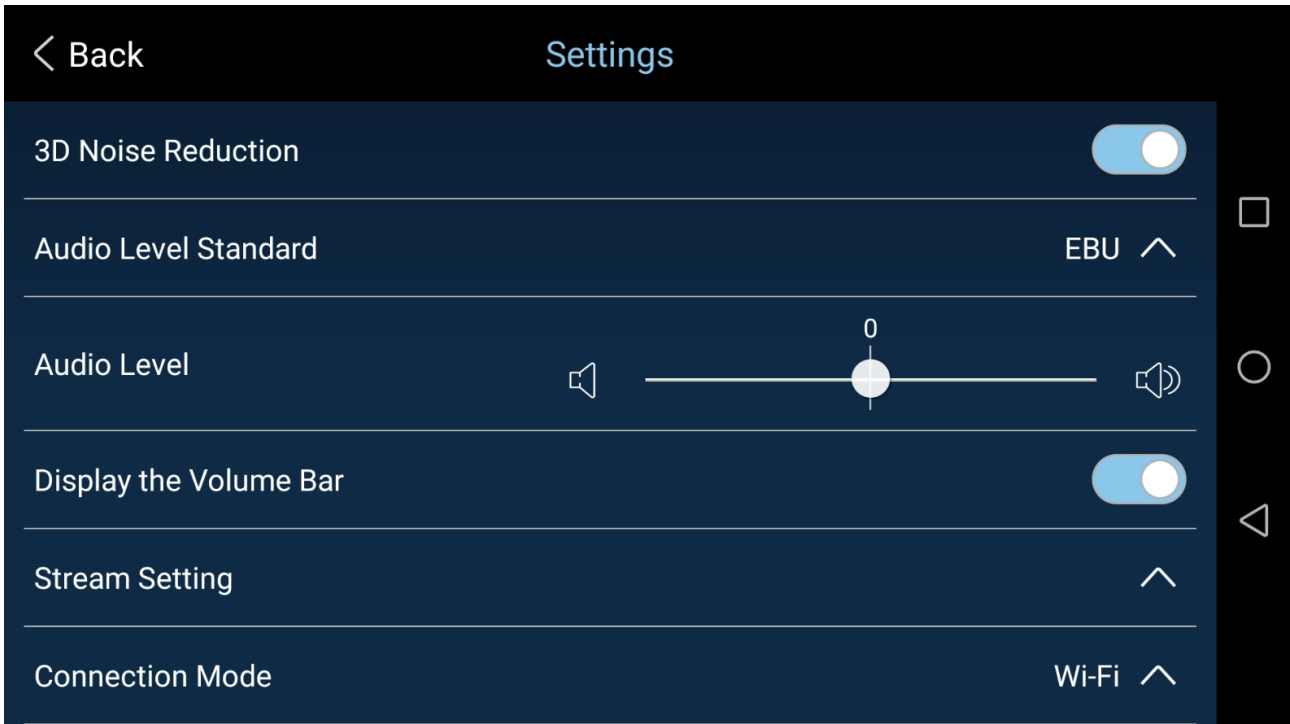 Back
Settings
3D Noise Reduction
Audio Level Standard EBU
0
Audio Level
Display the Volume Bar
Stream Setting
Connection Mode Wi-Fi